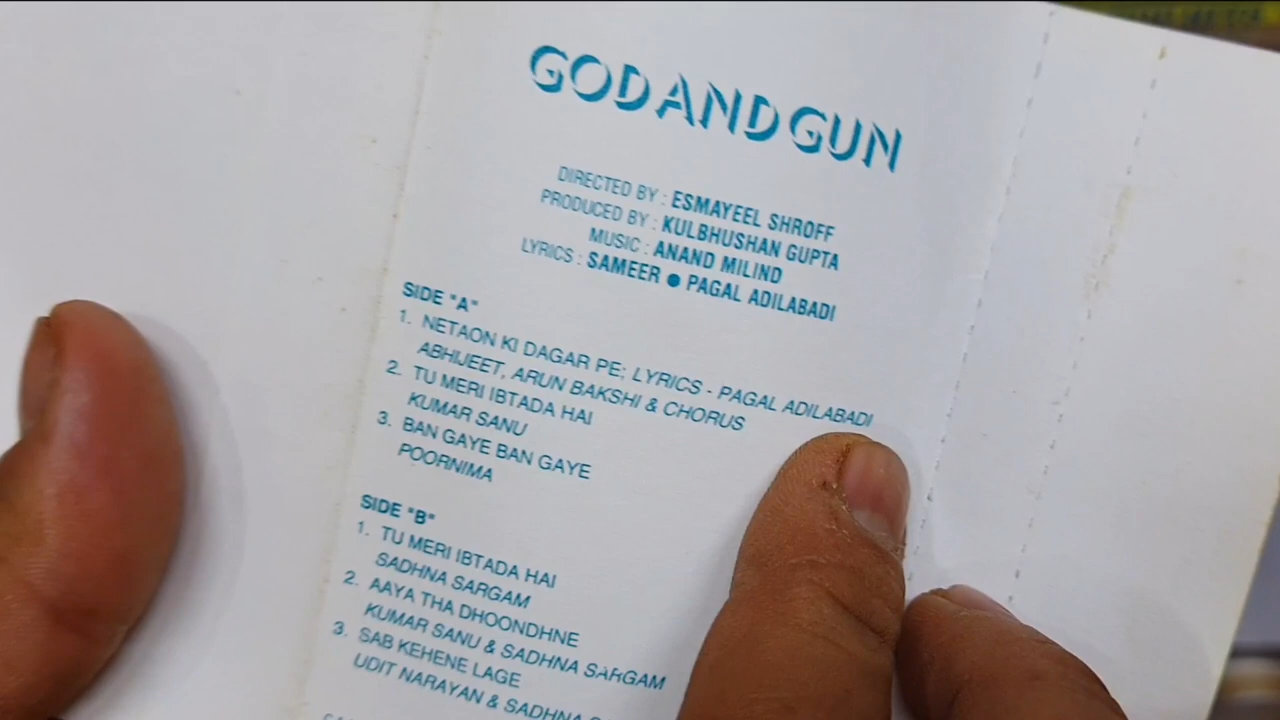 GOD AND GUN
DIRECTED BY : ESMAYEEL SHROFF
PRODUCED BY : KULBHUSHAN GUPTA
MUSIC : ANAND MILIND
LYRICS : SAMEER ● PAGAL ADILABADI
SIDE "A"
1. NETAON KI DAGAR PE; LYRICS - PAGAL ADILABADI
ABHIJEET, ARUN BAKSHI & CHORUS
2. TU MERI IBTADA HAI
KUMAR SANU
3. BAN GAYE BAN GAYE
POORNIMA
SIDE "B"
1. TU MERI IBTADA HAI
SADHNA SARGAM
2. AAYA THA DHOONDHNE
KUMAR SANU & SADHNA SARGAM
3. SAB KEHENE LAGE
UDIT NARAYAN & SADHNA